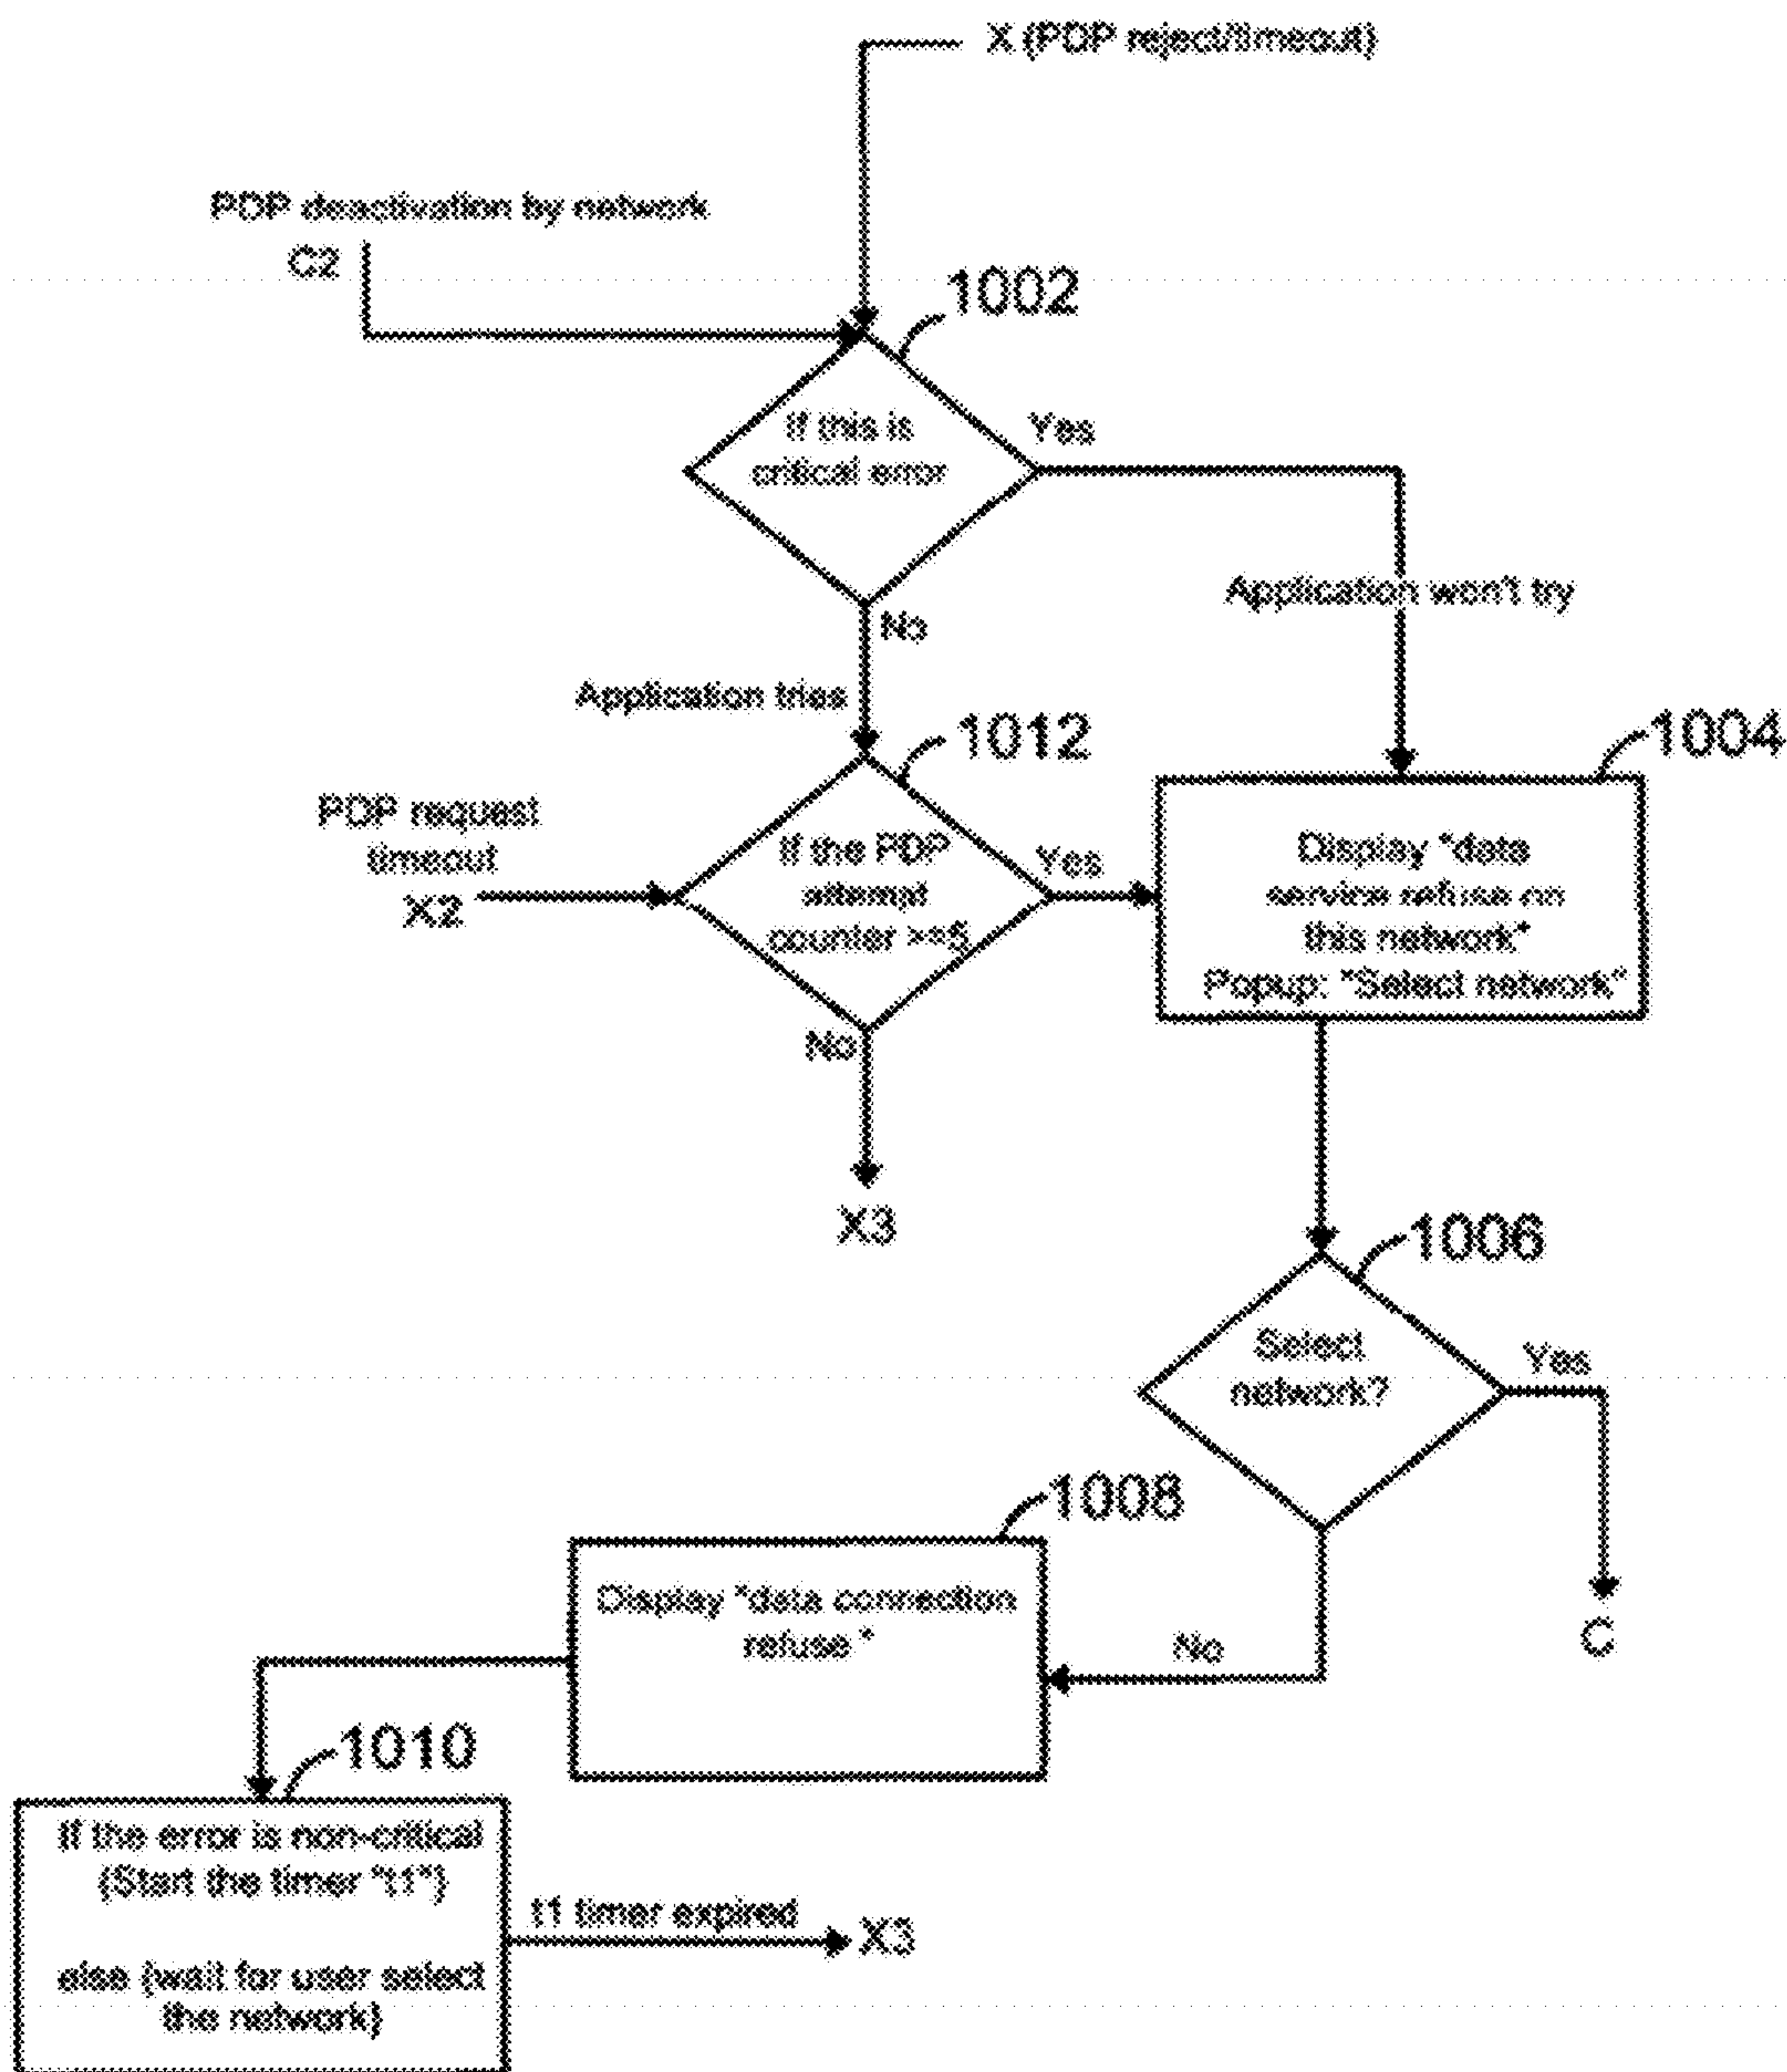 X (PDP reject/timeout)
PDP deactivation by network
C2
1002
If this is
critical error
Yes
Application won't try
No
Application tries
1012
1004
PDP request
timeout
X2
If the PDP
attempt
counter >=5
Yes
Display "data
service refuse on
this network"
Popup: "Select network"
No
X3
1006
Select
network?
Yes
1008
Display "data connection
refuse "
No
C
1010
If the error is non-critical
(Start the timer "t1")
else (wait for user select
the network)
t1 timer expired
X3